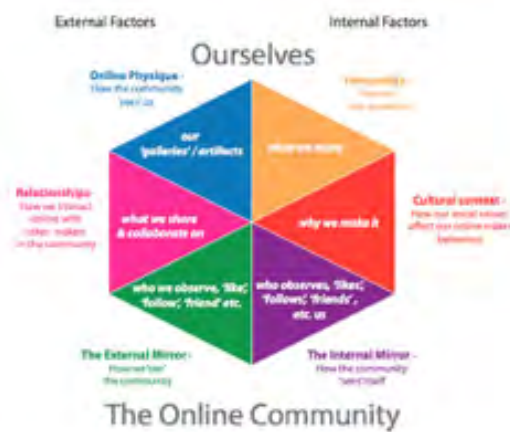 External Factors
Internal Factors
Ourselves
Online Physique -
How the community
'sees' us
our
'galleries' / artifacts
what we make
Relationships
How we interact
online with
other makers
in the community
what we share
& collaborate on
why we make it
Cultural context -
How our social values
affect our online maker
behaviours
who we observe, 'like',
'follow', 'friend' etc.
who observes, 'likes',
'follows', 'friends' ,
etc. us
The External Mirror -
How we 'see'
the community
The Internal Mirror -
How the community
'sees' itself
The Online Community